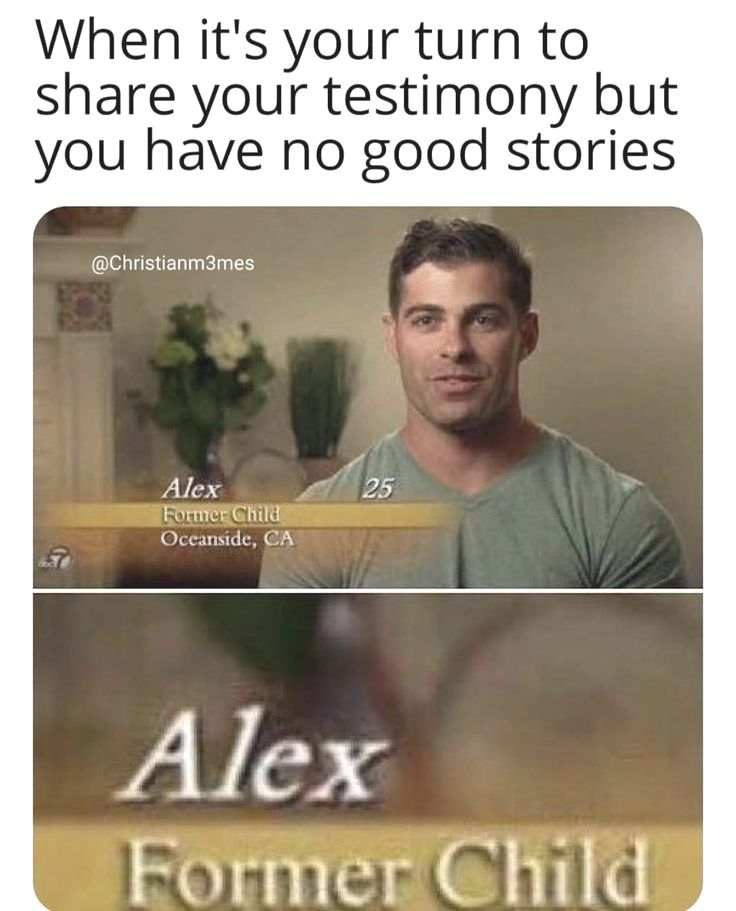 When it's your turn to
share your testimony but
you have no good stories
@Christianm3mes
Alex 25
Former Child
Oceanside, CA
abc7
Alex
Former Child